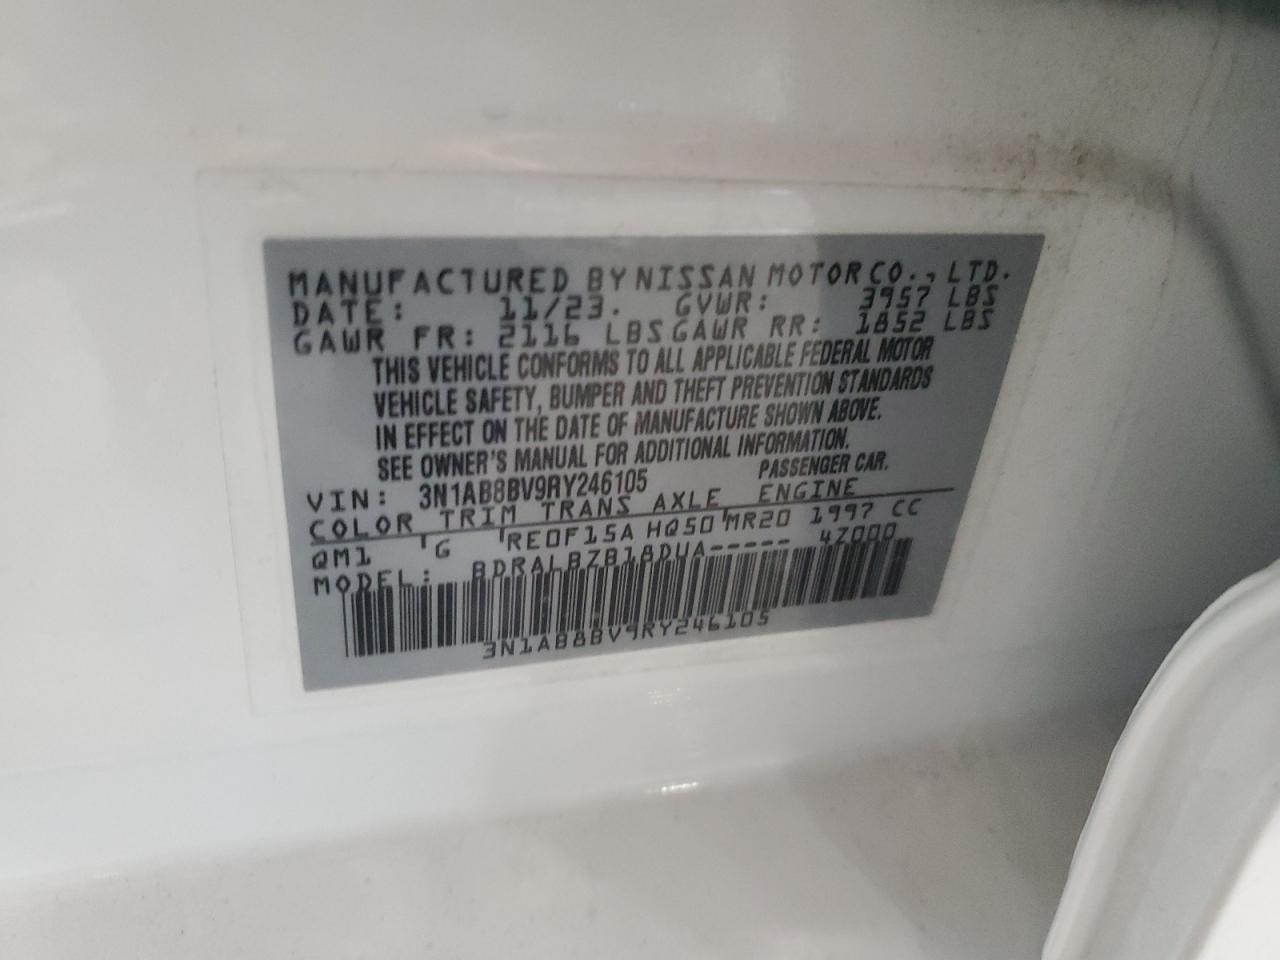 MANUFACTURED BY NISSAN MOTOR CO., LTD.
DATE: 11/23. GVWR: 3957 LBS
GAWR FR: 2116 LBS GAWR RR: 1852 LBS
THIS VEHICLE CONFORMS TO ALL APPLICABLE FEDERAL MOTOR
VEHICLE SAFETY, BUMPER AND THEFT PREVENTION STANDARDS
IN EFFECT ON THE DATE OF MANUFACTURE SHOWN ABOVE.
SEE OWNER'S MANUAL FOR ADDITIONAL INFORMATION.
VIN: 3N1AB8BV9RY246105 PASSENGER CAR.
COLOR TRIM TRANS AXLE ENGINE
QM1 G RE0F15A HQ50 MR20 1997 CC
MODEL: BDRALBZB18DUA----- 4Z000
3N1AB8BV9RY246105